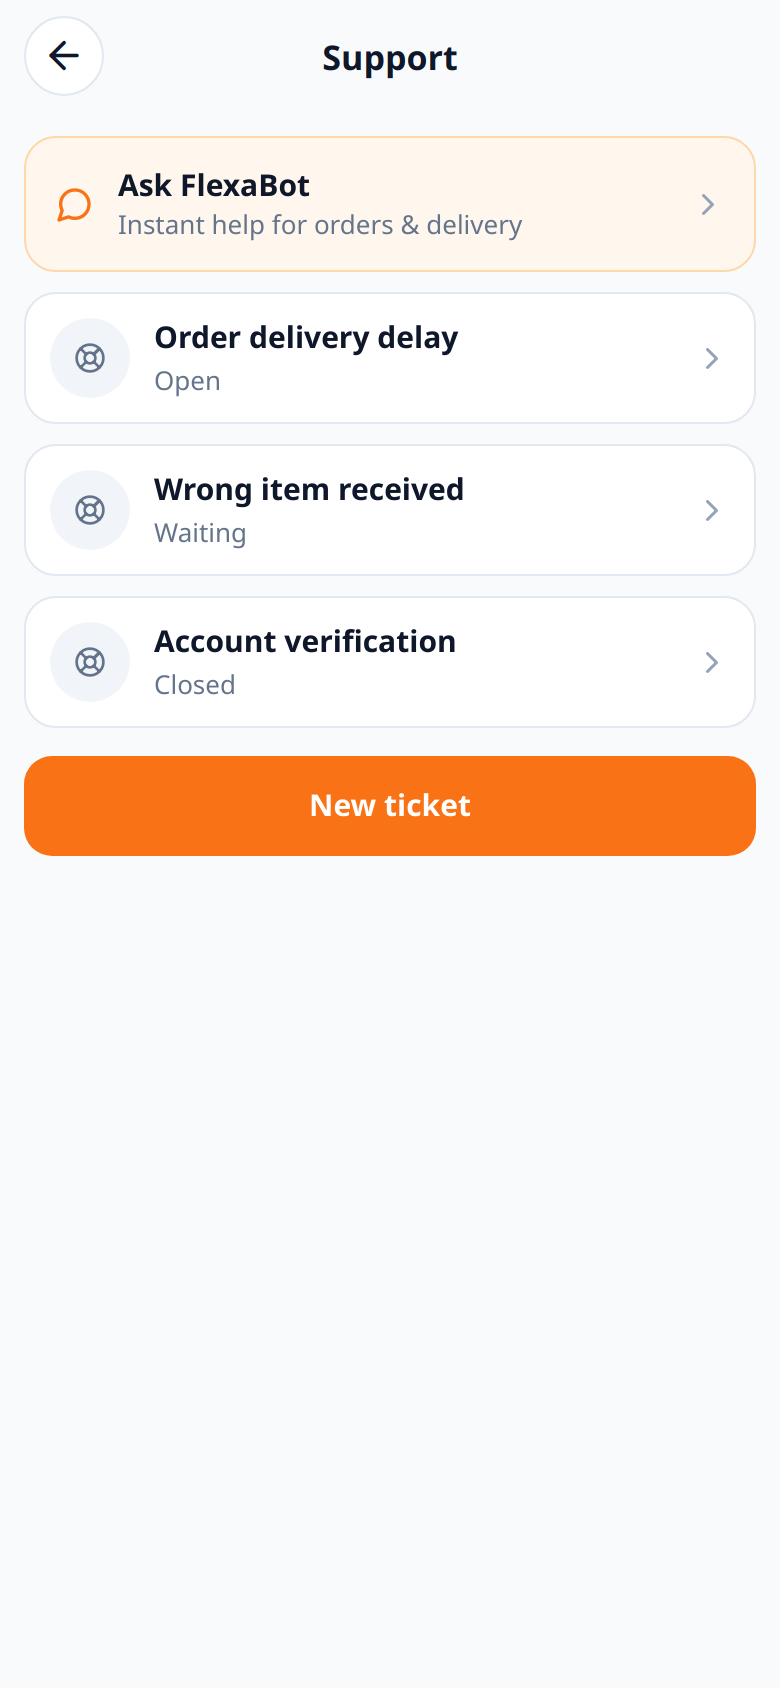 Support
Ask FlexaBot
Instant help for orders & delivery
Order delivery delay
Open
Wrong item received
Waiting
Account verification
Closed
New ticket